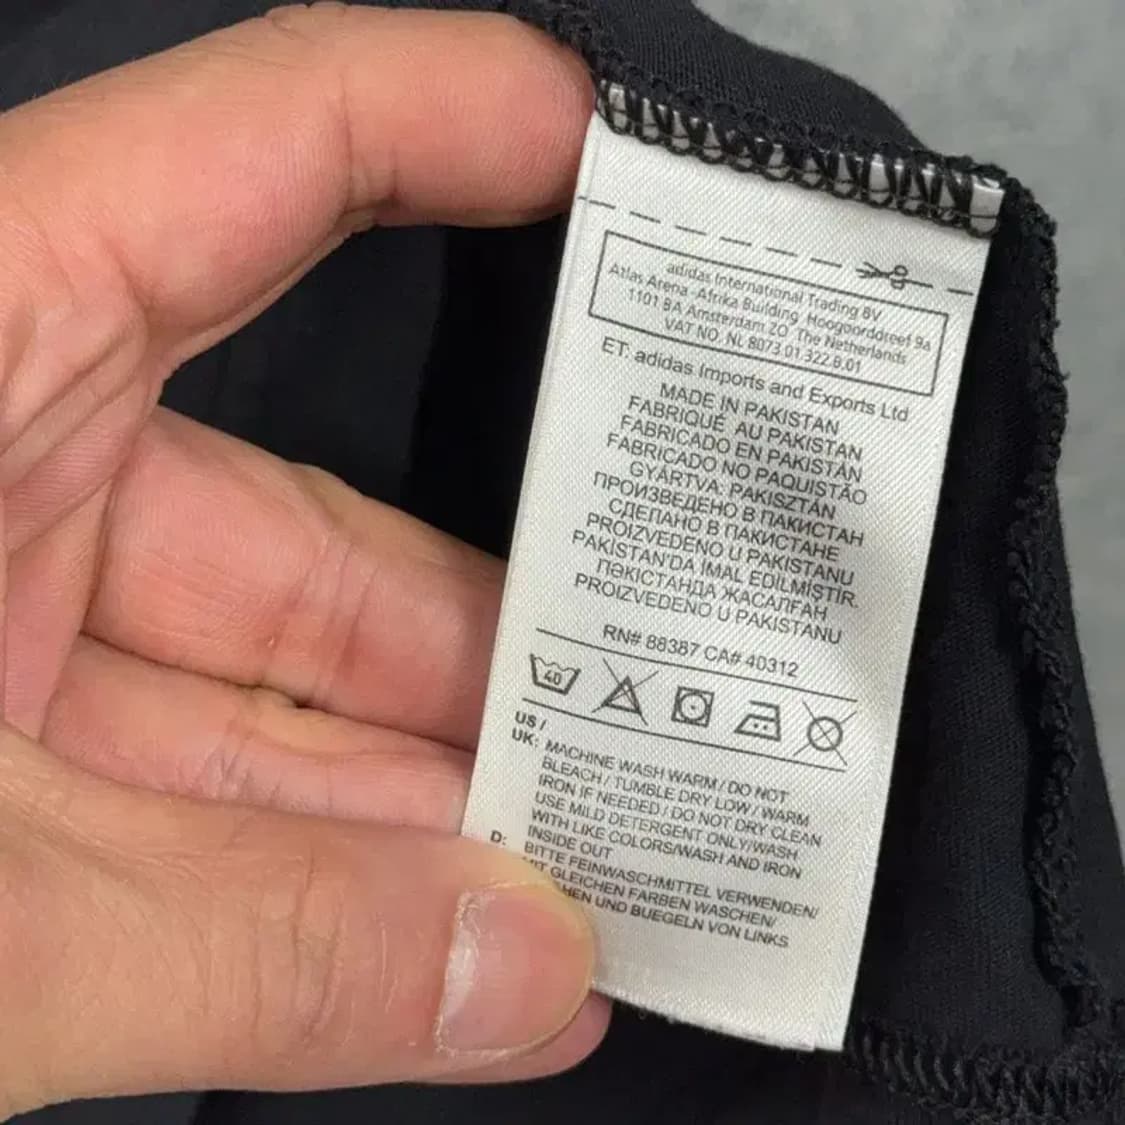 adidas International Trading BV
Atlas Arena -Afrika Building Hoogoorddreef 9a
1101 BA Amsterdam ZO The Netherlands
VAT NO. NL 8073.01.322.B.01
ET: adidas Imports and Exports Ltd
MADE IN PAKISTAN
FABRIQUÉ AU PAKISTAN
FABRICADO EN PAKISTÁN
FABRICADO NO PAQUISTÃO
GYÁRTVA: PAKISZTÁN
ПРОИЗВЕДЕНО В ПАКИСТАН
СДЕЛАНО В ПАКИСТАНЕ
PROIZVEDENO U PAKISTANU
PAKİSTAN'DA İMAL EDİLMİŞTİR.
ПӘКІСТАНДА ЖАСАЛҒАН
PROIZVEDENO U PAKISTANU
RN# 88387 CA# 40312
40
US /
UK: MACHINE WASH WARM / DO NOT
BLEACH / TUMBLE DRY LOW / WARM
IRON IF NEEDED / DO NOT DRY CLEAN
USE MILD DETERGENT ONLY/WASH
WITH LIKE COLORS/WASH AND IRON
INSIDE OUT
D: BITTE FEINWASCHMITTEL VERWENDEN/
GLEICHEN FARBEN WASCHEN/
UND BUEGELN VON LINKS